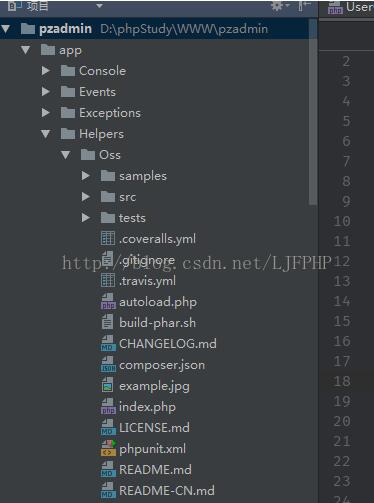 项目
User
pzadmin D:\phpStudy\WWW\pzadmin
app
Console
Events
Exceptions
Helpers
Oss
samples
src
tests
.coveralls.yml
.gitignore
.travis.yml
autoload.php
build-phar.sh
CHANGELOG.md
composer.json
example.jpg
index.php
LICENSE.md
phpunit.xml
README.md
README-CN.md
http://blog.csdn.net/LJFPHP
2
3
4
5
6
7
8
9
10
11
12
13
14
15
16
17
18
19
20
21
22
23
24